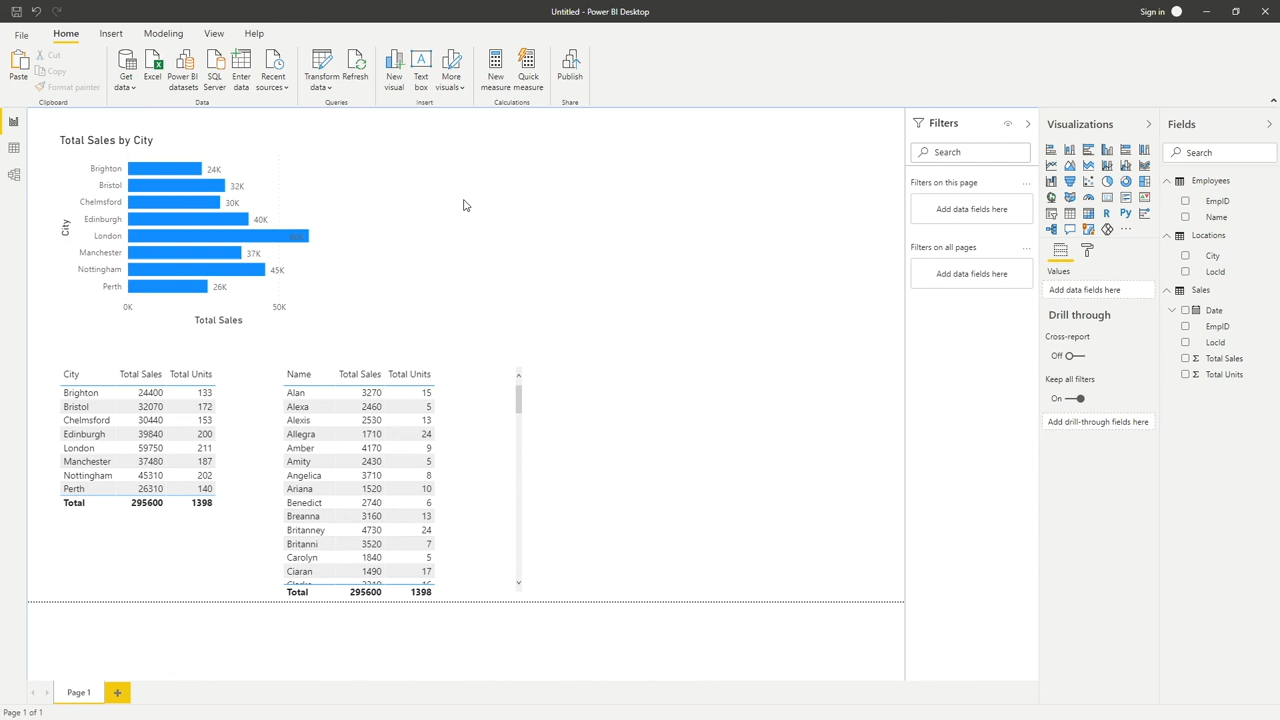 Untitled - Power BI Desktop
Sign in
File
Home
Insert
Modeling
View
Help
Paste
Cut
Copy
Format painter
Clipboard
Get data
Excel
Power BI datasets
SQL Server
Enter data
Recent sources
Data
Transform data
Refresh
Queries
New visual
Text box
More visuals
Insert
New measure
Quick measure
Calculations
Publish
Share
Total Sales by City
City
Brighton 24K
Bristol 32K
Chelmsford 30K
Edinburgh 40K
London
Manchester 37K
Nottingham 45K
Perth 26K
0K 50K
Total Sales
City Total Sales Total Units
Brighton 24400 133
Bristol 32070 172
Chelmsford 30440 153
Edinburgh 39840 200
London 59750 211
Manchester 37480 187
Nottingham 45310 202
Perth 26310 140
Total 295600 1398
Name Total Sales Total Units
Alan 3270 15
Alexa 2460 5
Alexis 2530 13
Allegra 1710 24
Amber 4170 9
Amity 2430 5
Angelica 3710 8
Ariana 1520 10
Benedict 2740 6
Breanna 3160 13
Britanney 4730 24
Britanni 3520 7
Carolyn 1840 5
Ciaran 1490 17
Total 295600 1398
Filters
Search
Filters on this page ...
Add data fields here
Filters on all pages ...
Add data fields here
Visualizations
R Py
...
Values
Add data fields here
Drill through
Cross-report
Off
Keep all filters
On
Add drill-through fields here
Fields
Search
Employees
EmpID
Name
Locations
City
LocId
Sales
Date
EmpID
LocId
Σ Total Sales
Σ Total Units
Page 1
Page 1 of 1